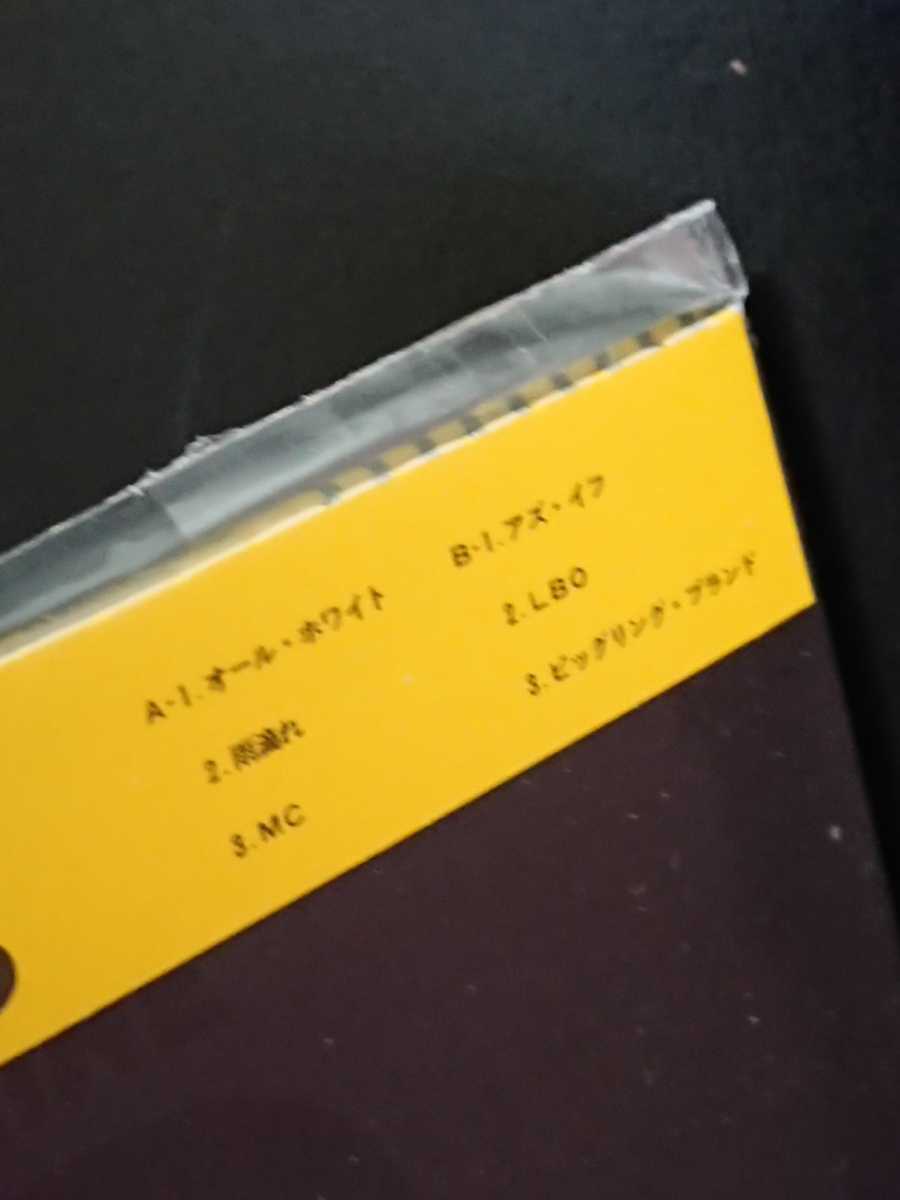 A-1.オール・ホワイト
2.雨濡れ
3.MC
B-1.アズ・イフ
2.LBO
3.ビッグリング・ブランド